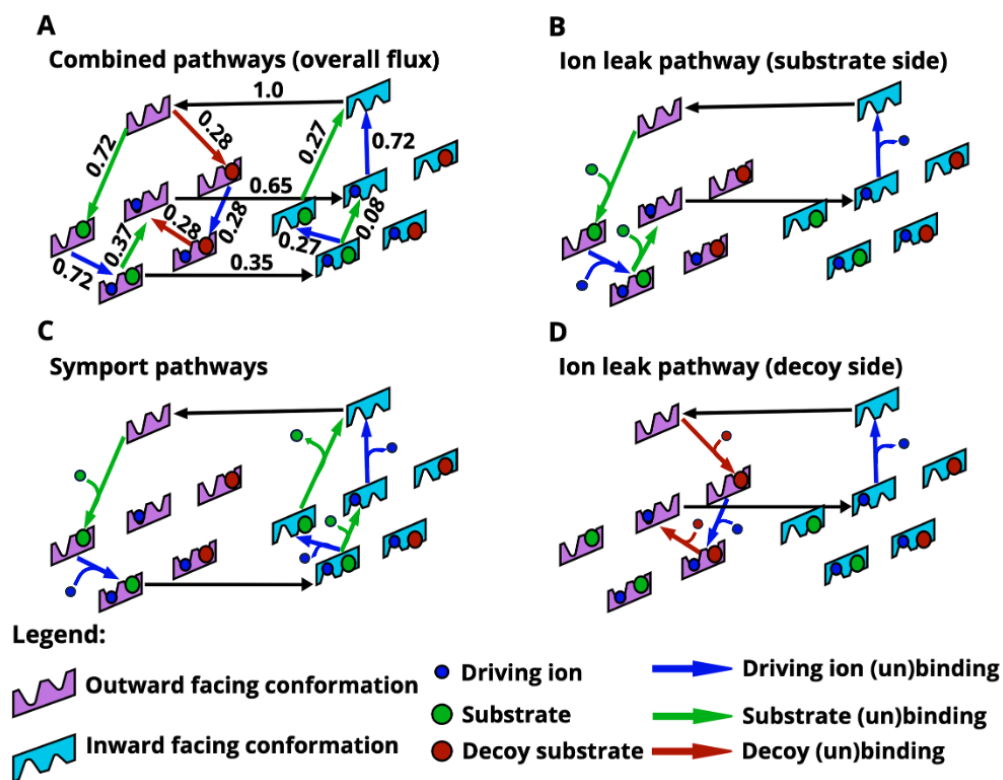 A
Combined pathways (overall flux)
1.0
0.72
0.28
0.27
0.72
0.65
0.28
0.37
0.28
0.08
0.27
0.72
0.35
B
Ion leak pathway (substrate side)
C
Symport pathways
D
Ion leak pathway (decoy side)
Legend:
Outward facing conformation
Inward facing conformation
Driving ion
Substrate
Decoy substrate
Driving ion (un)binding
Substrate (un)binding
Decoy (un)binding